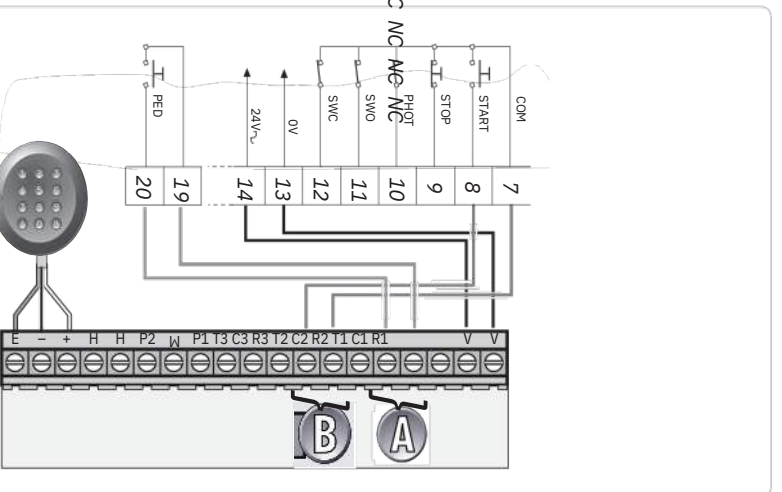 C NC NC NC
PED
24V~
0V
SWC
SWO
PHOT
STOP
START
COM
20 19 14 13 12 11 10 9 8 7
E − + H H P2 M P1 T3 C3 R3 T2 C2 R2 T1 C1 R1 V V
B A